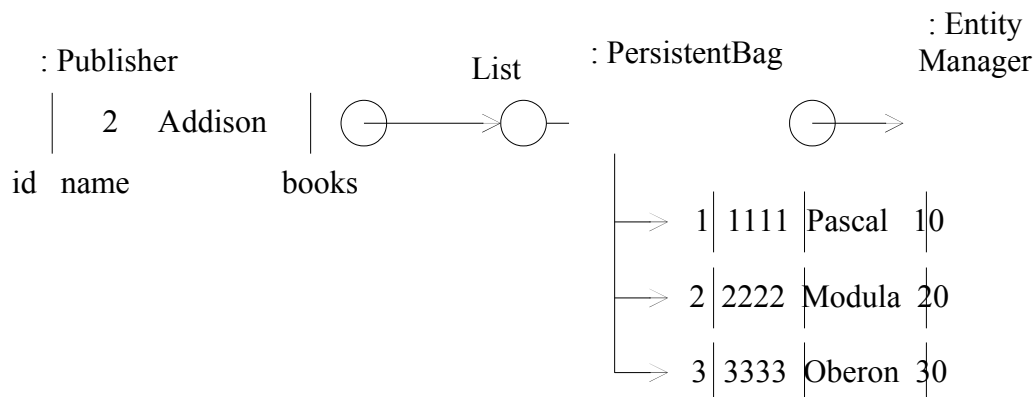 : Publisher
List
: PersistentBag
: Entity
Manager
2 Addison
id name books
1 1111 Pascal 10
2 2222 Modula 20
3 3333 Oberon 30